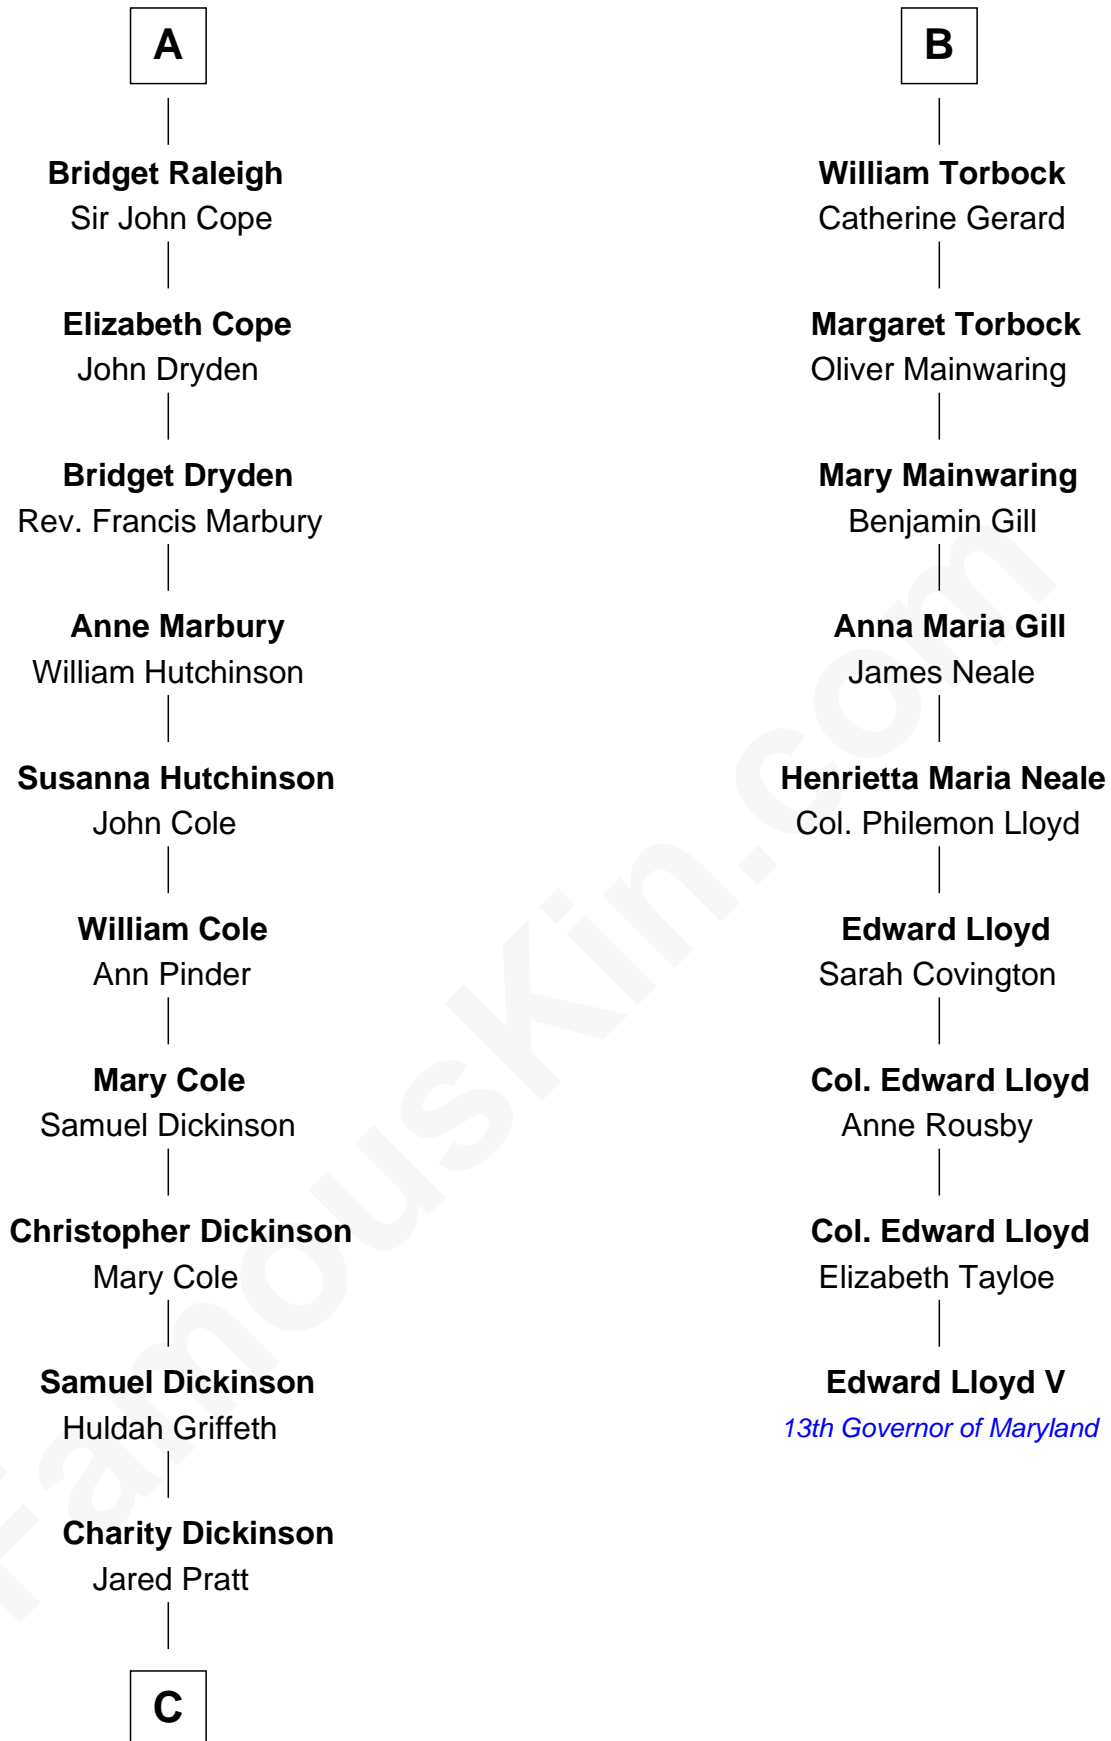 A
Bridget Raleigh
Sir John Cope
Elizabeth Cope
John Dryden
Bridget Dryden
Rev. Francis Marbury
Anne Marbury
William Hutchinson
Susanna Hutchinson
John Cole
William Cole
Ann Pinder
Mary Cole
Samuel Dickinson
Christopher Dickinson
Mary Cole
Samuel Dickinson
Huldah Griffeth
Charity Dickinson
Jared Pratt
C
B
William Torbock
Catherine Gerard
Margaret Torbock
Oliver Mainwaring
Mary Mainwaring
Benjamin Gill
Anna Maria Gill
James Neale
Henrietta Maria Neale
Col. Philemon Lloyd
Edward Lloyd
Sarah Covington
Col. Edward Lloyd
Anne Rousby
Col. Edward Lloyd
Elizabeth Tayloe
Edward Lloyd V
13th Governor of Maryland
FamousKin.com